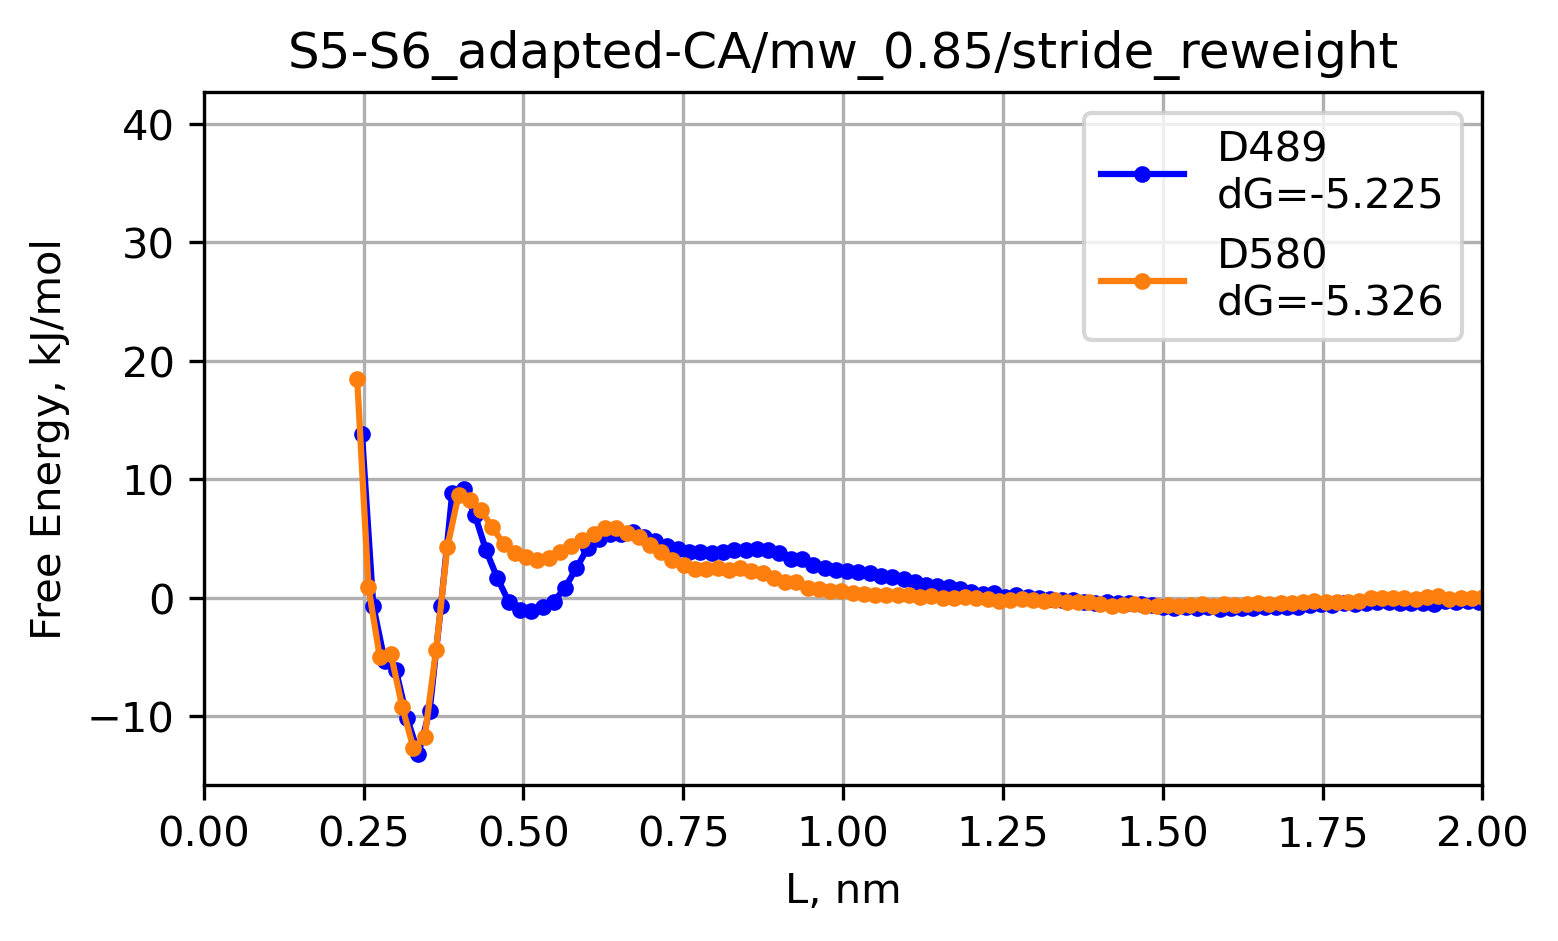 S5-S6_adapted-CA/mw_0.85/stride_reweight
D489
dG=-5.225
D580
dG=-5.326
Free Energy, kJ/mol
40
30
20
10
0
−10
0.00 0.25 0.50 0.75 1.00 1.25 1.50 1.75 2.00
L, nm